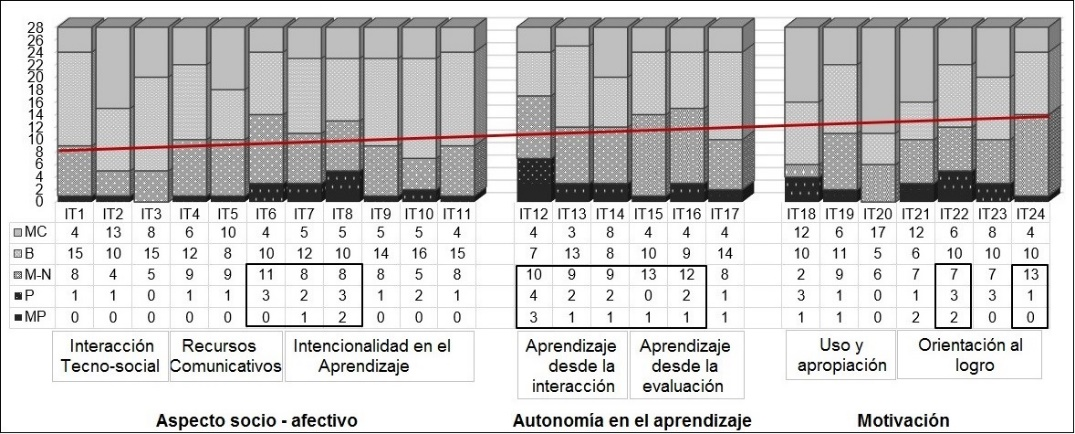 28
26
24
22
20
18
16
14
12
10
8
6
4
2
0
IT1 IT2 IT3 IT4 IT5 IT6 IT7 IT8 IT9 IT10 IT11 IT12 IT13 IT14 IT15 IT16 IT17 IT18 IT19 IT20 IT21 IT22 IT23 IT24
MC 4 13 8 6 10 4 5 5 5 5 4 4 3 8 4 4 4 12 6 17 12 6 8 4
B 15 10 15 12 8 10 12 10 14 16 15 7 13 8 10 9 14 10 11 5 6 10 10 10
M-N 8 4 5 9 9 11 8 8 8 5 8 10 9 9 13 12 8 2 9 6 7 7 7 13
P 1 1 0 1 1 3 2 3 1 2 1 4 2 2 0 2 1 3 1 0 1 3 3 1
MP 0 0 0 0 0 0 1 2 0 0 0 3 1 1 1 1 1 1 1 0 2 2 0 0
Interacción Tecno-social
Recursos Comunicativos
Intencionalidad en el Aprendizaje
Aprendizaje desde la interacción
Aprendizaje desde la evaluación
Uso y apropiación
Orientación al logro
Aspecto socio - afectivo Autonomía en el aprendizaje Motivación